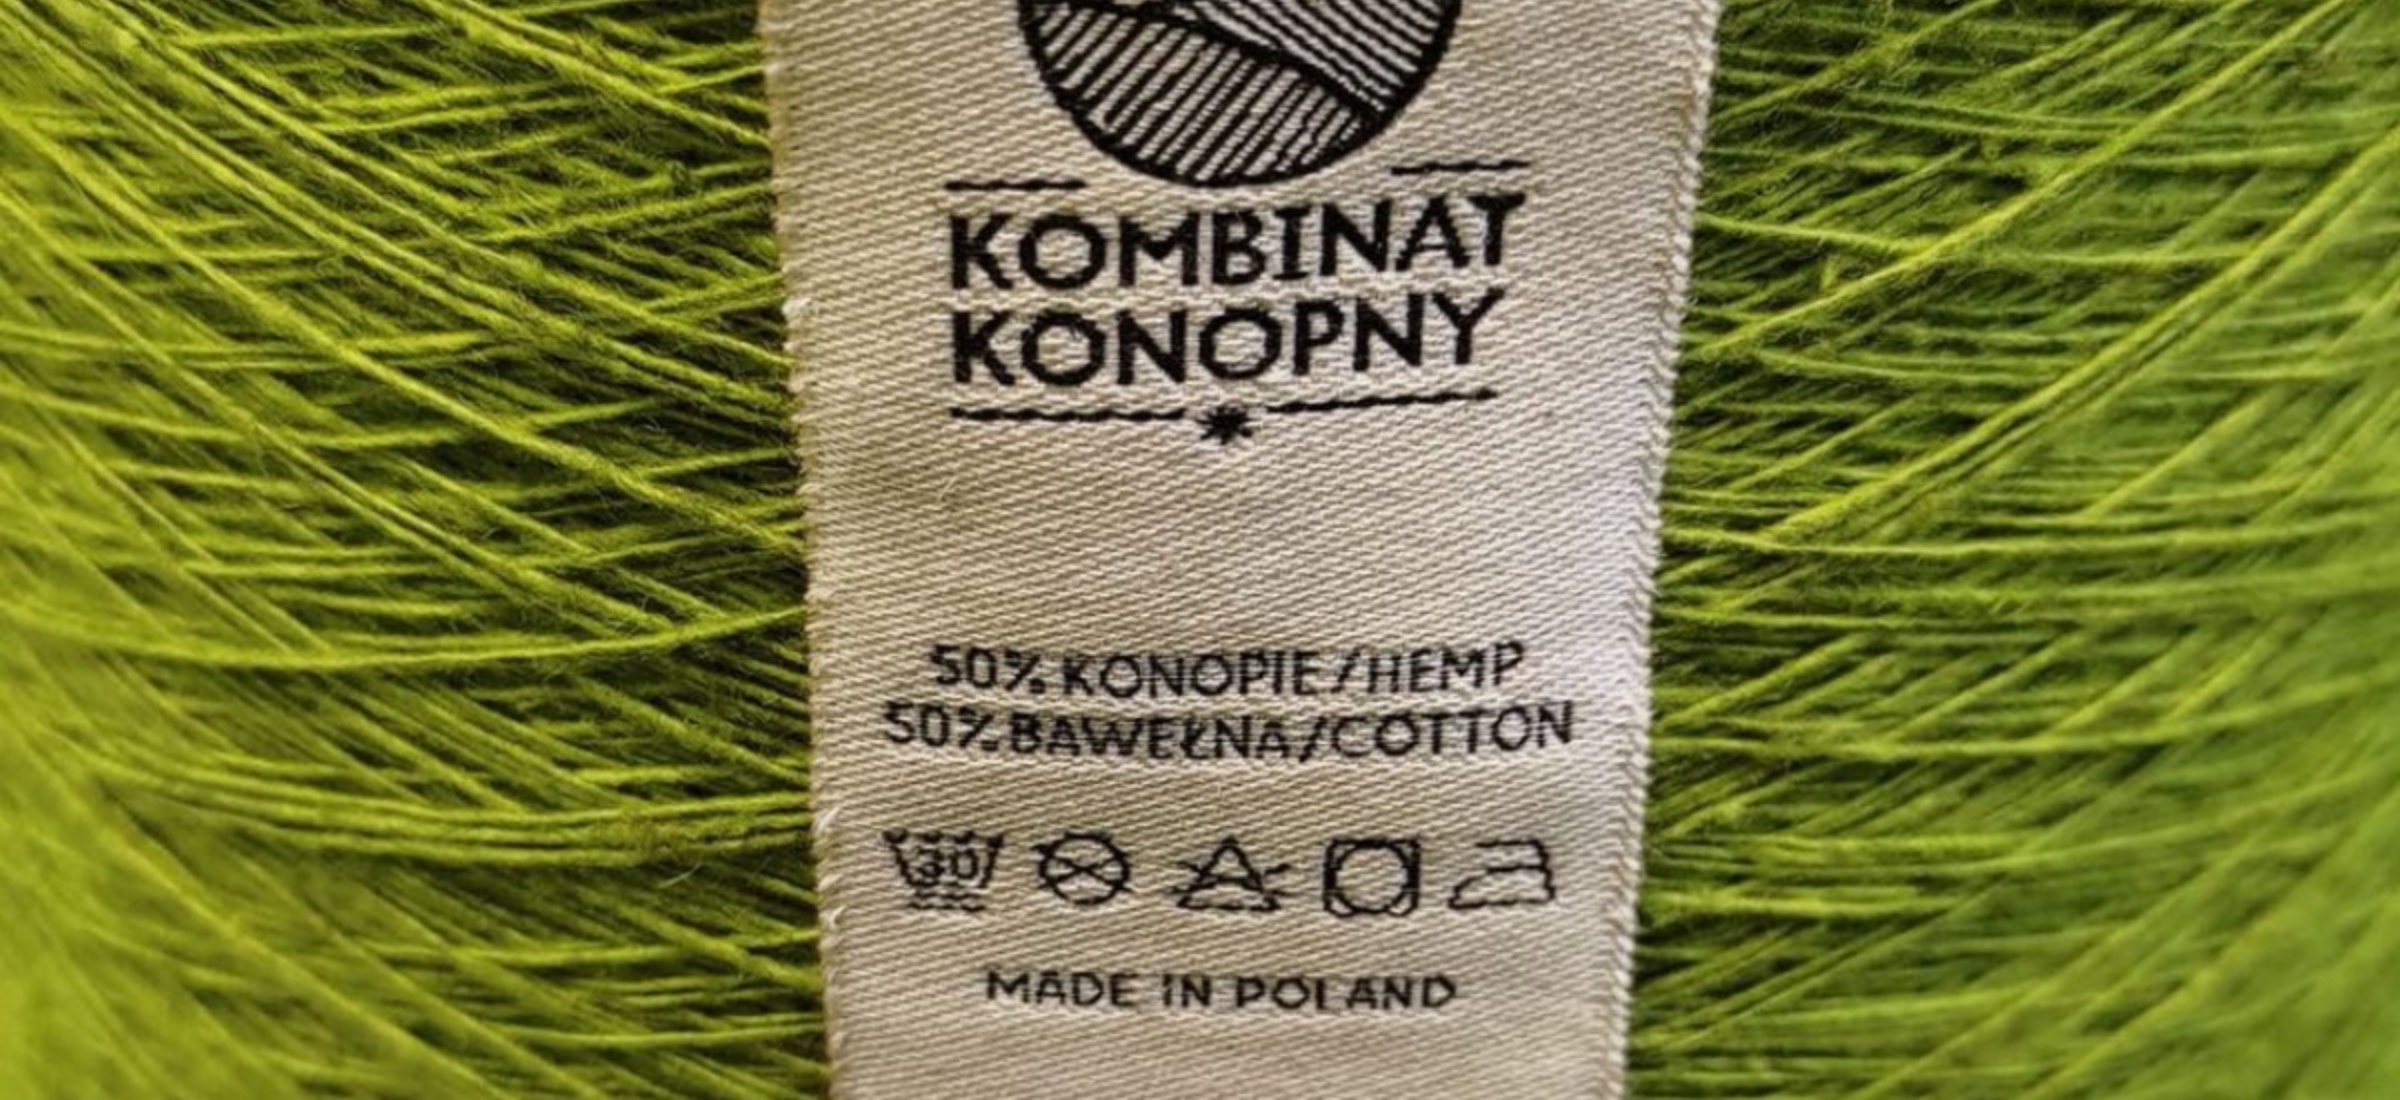 KOMBINAT
KONOPNY
50% KONOPIE/HEMP
50% BAWEŁNA/COTTON
30
MADE IN POLAND